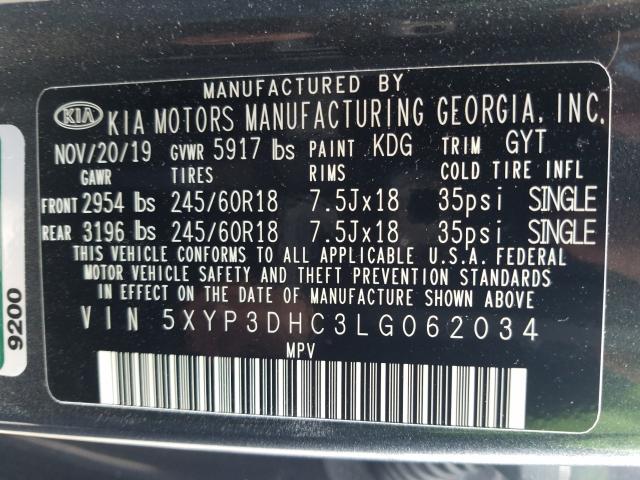 MANUFACTURED BY
KIA KIA MOTORS MANUFACTURING GEORGIA, INC.
NOV/20/19 GVWR 5917 lbs PAINT KDG TRIM GYT
GAWR TIRES RIMS COLD TIRE INFL
FRONT 2954 lbs 245/60R18 7.5Jx18 35psi SINGLE
REAR 3196 lbs 245/60R18 7.5Jx18 35psi SINGLE
THIS VEHICLE CONFORMS TO ALL APPLICABLE U.S.A. FEDERAL
MOTOR VEHICLE SAFETY AND THEFT PREVENTION STANDARDS
IN EFFECT ON THE DATE OF MANUFACTURE SHOWN ABOVE
VIN 5XYP3DHC3LG062034
MPV
9200